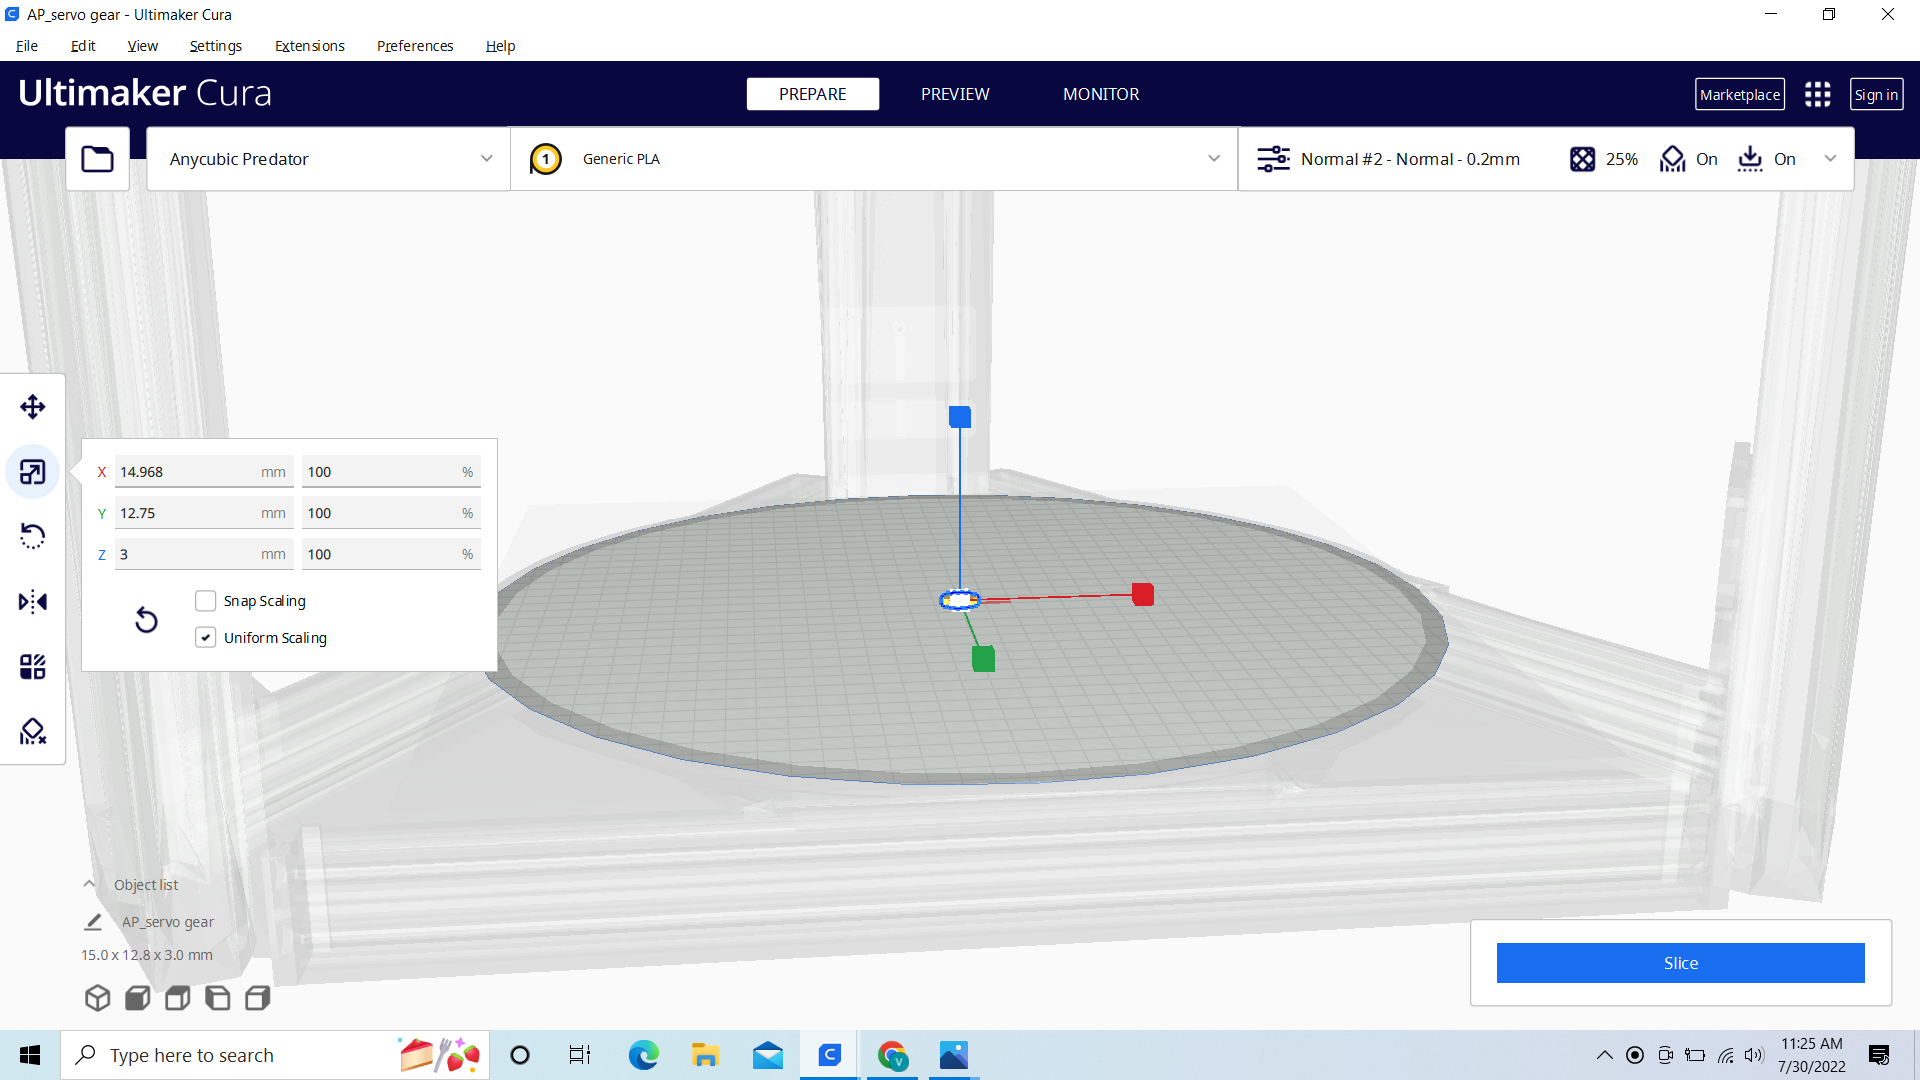 AP_servo gear - Ultimaker Cura
File Edit View Settings Extensions Preferences Help
Ultimaker Cura
PREPARE PREVIEW MONITOR
Marketplace Sign in
Anycubic Predator
1 Generic PLA
Normal #2 - Normal - 0.2mm 25% On On
X 14.968 mm 100 %
Y 12.75 mm 100 %
Z 3 mm 100 %
Snap Scaling
Uniform Scaling
Object list
AP_servo gear
15.0 x 12.8 x 3.0 mm
Slice
Type here to search
11:25 AM
7/30/2022